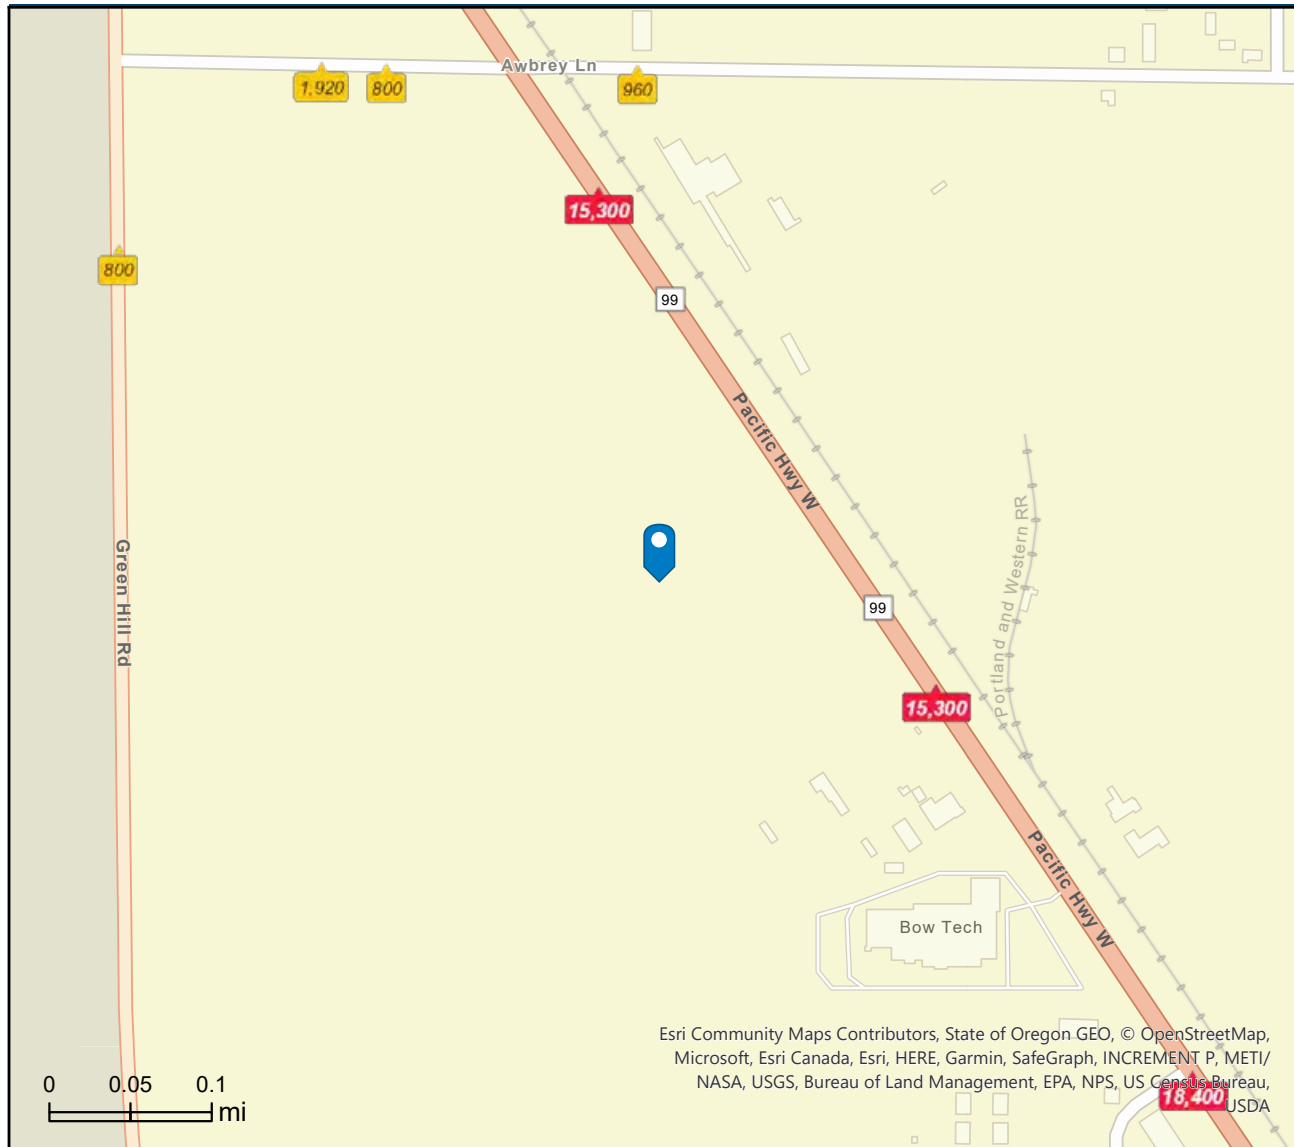 Awbrey Ln
1,920
800
960
15,300
800
99
Pacific Hwy W
Portland and Western RR
Green Hill Rd
99
15,300
Pacific Hwy W
Bow Tech
Esri Community Maps Contributors, State of Oregon GEO, © OpenStreetMap,
Microsoft, Esri Canada, Esri, HERE, Garmin, SafeGraph, INCREMENT P, METI/
NASA, USGS, Bureau of Land Management, EPA, NPS, US Census Bureau,
USDA
18,400
0 0.05 0.1
mi